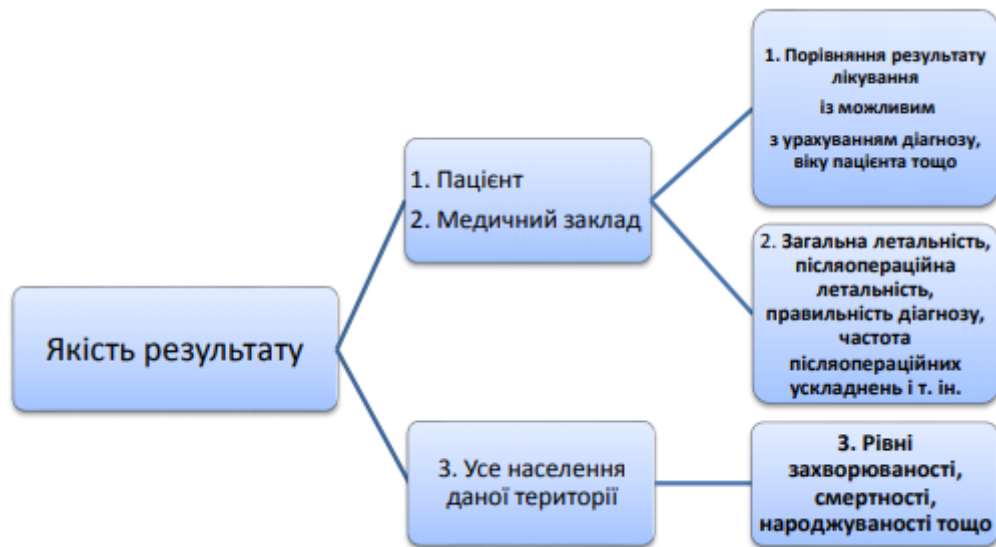 Якість результату
1. Пацієнт
2. Медичний заклад
3. Усе населення
даної території
1. Порівняння результату
лікування
із можливим
з урахуванням діагнозу,
віку пацієнта тощо
2. Загальна летальність,
післяопераційна
летальність,
правильність діагнозу,
частота
післяопераційних
ускладнень і т. ін.
3. Рівні
захворюваності,
смертності,
народжуваності тощо